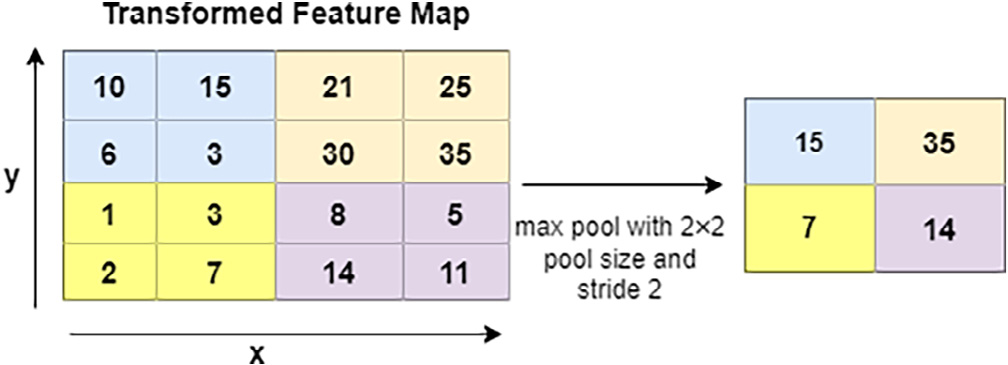 Transformed Feature Map
10 15 21 25
6 3 30 35
1 3 8 5
2 7 14 11
y
x
max pool with 2×2
pool size and
stride 2
15 35
7 14